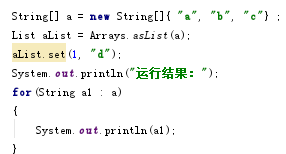 String[] a = new String[]{ "a", "b", "c"} ;
List aList = Arrays.asList(a);
aList.set(1, "d");
System.out.println("运行结果：");
for(String a1 : a)
{
System.out.println(a1);
}